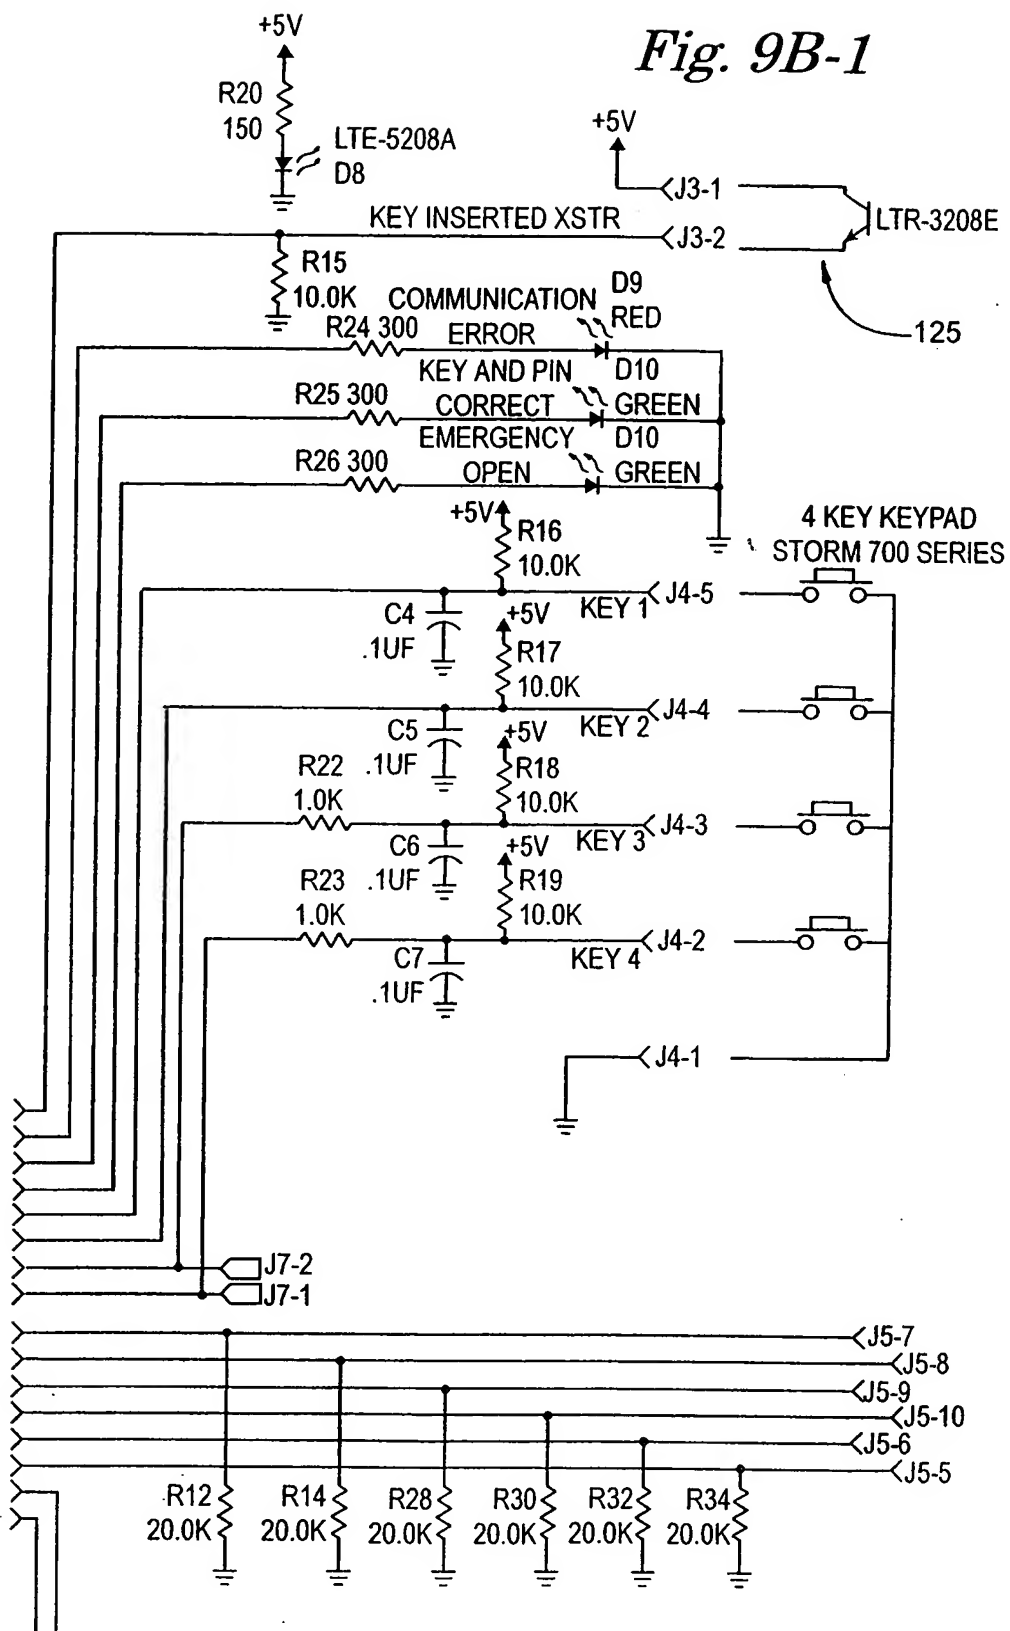 Fig. 9B-1
+5V
R20
150
LTE-5208A
D8
+5V
J3-1
LTR-3208E
KEY INSERTED XSTR
J3-2
R15
10.0K
125
COMMUNICATION
ERROR
D9
RED
R24 300
KEY AND PIN
CORRECT
D10
GREEN
R25 300
EMERGENCY
OPEN
D10
GREEN
R26 300
+5V
R16
10.0K
4 KEY KEYPAD
STORM 700 SERIES
KEY 1
J4-5
C4
.1UF
+5V
R17
10.0K
KEY 2
J4-4
C5
.1UF
+5V
R18
10.0K
R22
1.0K
KEY 3
J4-3
C6
.1UF
+5V
R19
10.0K
R23
1.0K
KEY 4
J4-2
C7
.1UF
J4-1
J7-2
J7-1
J5-7
J5-8
J5-9
J5-10
J5-6
J5-5
R12
20.0K
R14
20.0K
R28
20.0K
R30
20.0K
R32
20.0K
R34
20.0K